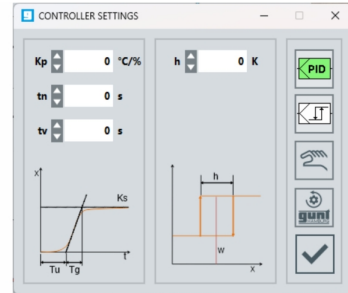 CONTROLLER SETTINGS
Kp 0 °C/%
tn 0 s
tv 0 s
x
Ks
Tu Tg
t
h 0 K
h
w
x
PID
gunt